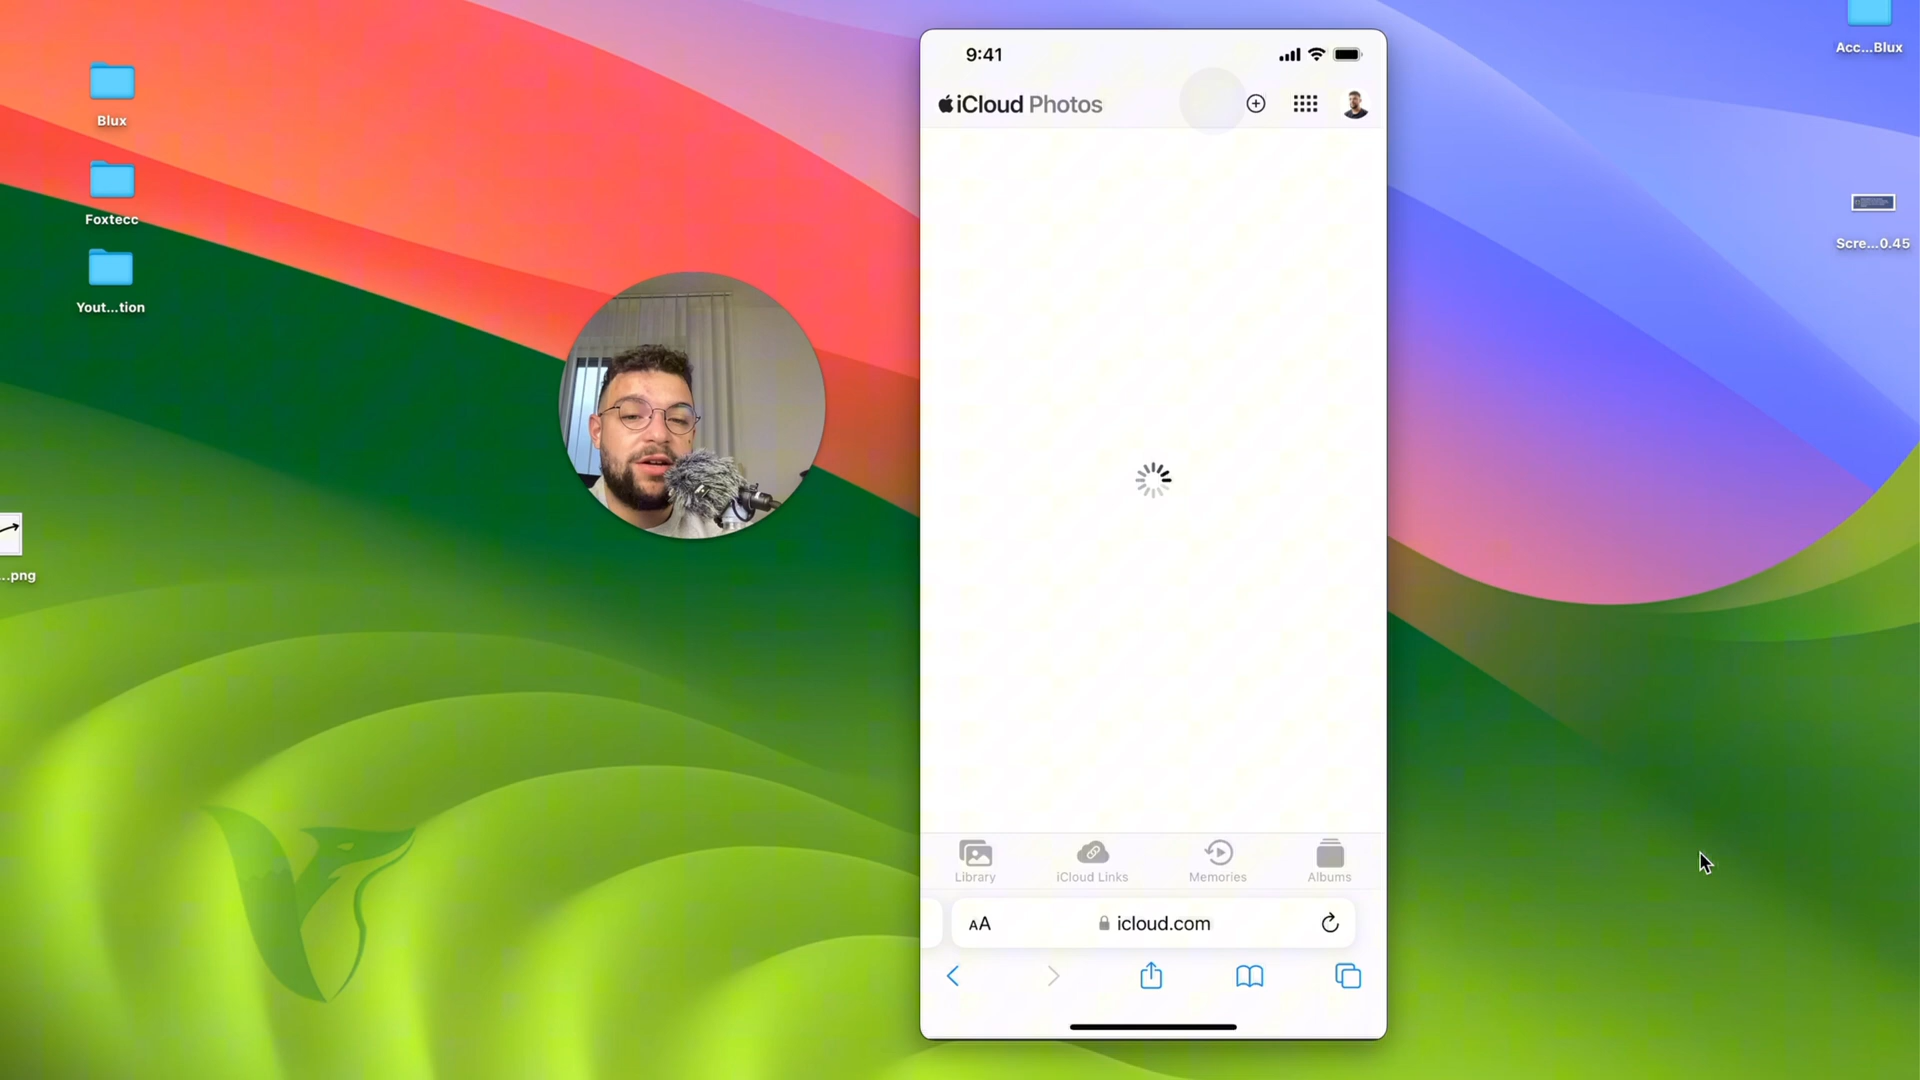 Blux
Foxtecc
Yout...tion
...png
9:41
iCloud Photos
Library
iCloud Links
Memories
Albums
AA
icloud.com
Acc...Blux
Scre...0.45